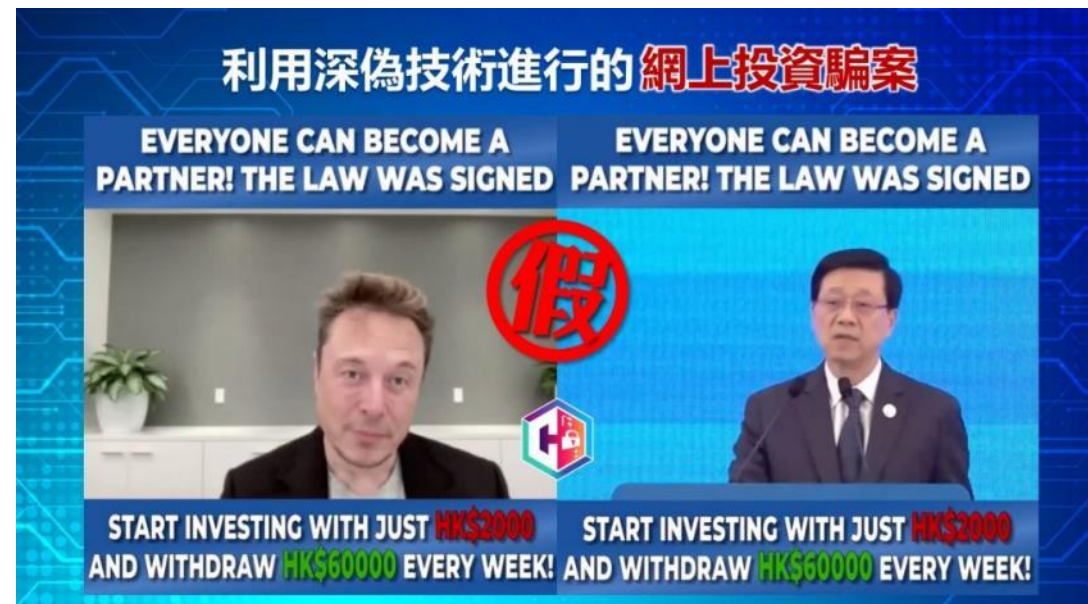 利用深偽技術進行的網上投資騙案
EVERYONE CAN BECOME A
PARTNER! THE LAW WAS SIGNED
EVERYONE CAN BECOME A
PARTNER! THE LAW WAS SIGNED
假
START INVESTING WITH JUST HK$2000
AND WITHDRAW HK$60000 EVERY WEEK!
START INVESTING WITH JUST HK$2000
AND WITHDRAW HK$60000 EVERY WEEK!